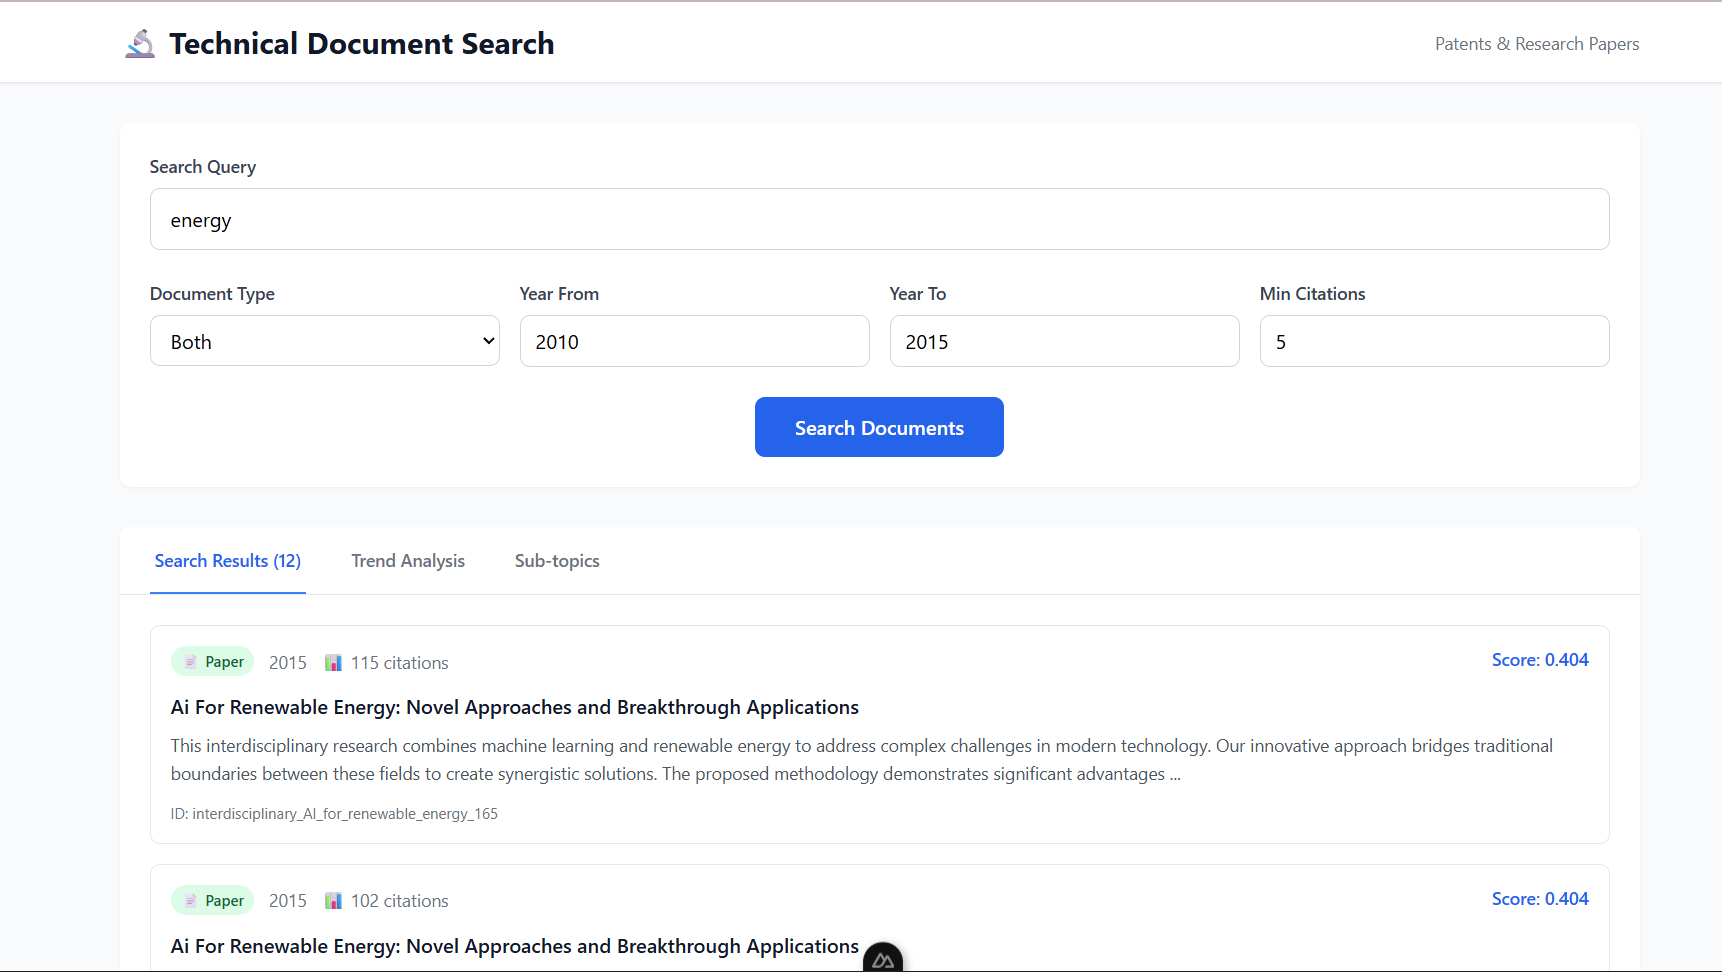 Technical Document Search
Patents & Research Papers
Search Query
energy
Document Type
Year From
Year To
Min Citations
Both
2010
2015
5
Search Documents
Search Results (12)
Trend Analysis
Sub-topics
Paper
2015
115 citations
Score: 0.404
Ai For Renewable Energy: Novel Approaches and Breakthrough Applications
This interdisciplinary research combines machine learning and renewable energy to address complex challenges in modern technology. Our innovative approach bridges traditional
boundaries between these fields to create synergistic solutions. The proposed methodology demonstrates significant advantages ...
ID: interdisciplinary_AI_for_renewable_energy_165
Paper
2015
102 citations
Score: 0.404
Ai For Renewable Energy: Novel Approaches and Breakthrough Applications